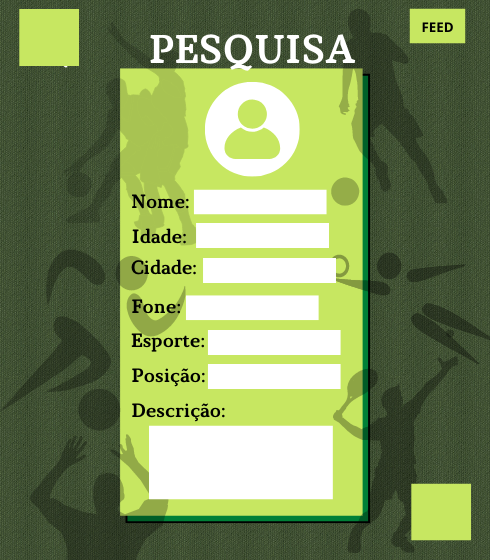 FEED
PESQUISA
Nome:
Idade:
Cidade:
Fone:
Esporte:
Posição:
Descrição: